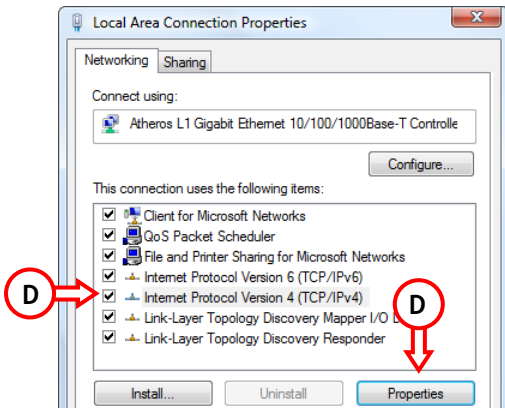 Local Area Connection Properties
Networking Sharing
Connect using:
Atheros L1 Gigabit Ethernet 10/100/1000Base-T Controlle
Configure...
This connection uses the following items:
Client for Microsoft Networks
QoS Packet Scheduler
File and Printer Sharing for Microsoft Networks
Internet Protocol Version 6 (TCP/IPv6)
D Internet Protocol Version 4 (TCP/IPv4) D
Link-Layer Topology Discovery Mapper I/O
Link-Layer Topology Discovery Responder
Install... Uninstall Properties